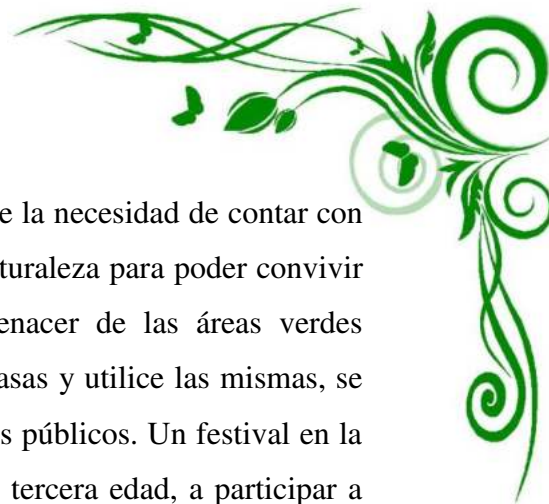 e la necesidad de contar con
turaleza para poder convivir
enacer de las áreas verdes
asas y utilice las mismas, se
s públicos. Un festival en la
tercera edad, a participar a